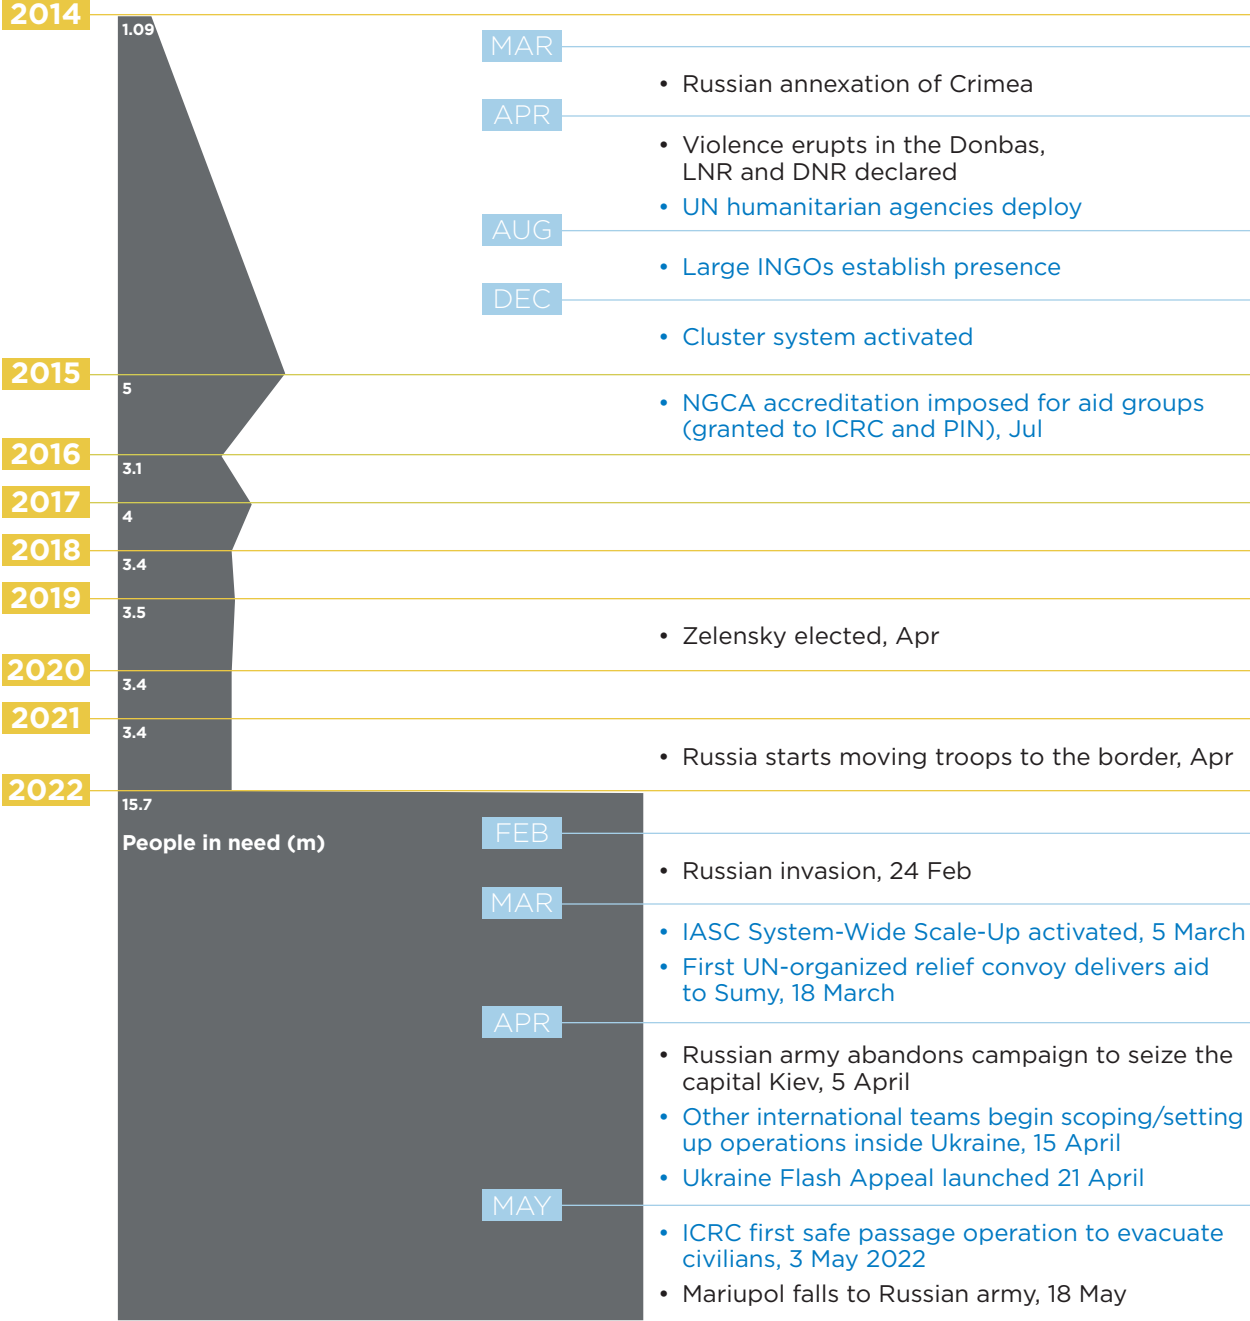 2014
1.09
MAR
• Russian annexation of Crimea
APR
• Violence erupts in the Donbas,
LNR and DNR declared
• UN humanitarian agencies deploy
AUG
• Large INGOs establish presence
DEC
• Cluster system activated
2015
5
• NGCA accreditation imposed for aid groups
(granted to ICRC and PIN), Jul
2016
3.1
2017
4
2018
3.4
2019
3.5
• Zelensky elected, Apr
2020
3.4
2021
3.4
• Russia starts moving troops to the border, Apr
2022
15.7
People in need (m)
FEB
• Russian invasion, 24 Feb
MAR
• IASC System-Wide Scale-Up activated, 5 March
• First UN-organized relief convoy delivers aid
to Sumy, 18 March
APR
• Russian army abandons campaign to seize the
capital Kiev, 5 April
• Other international teams begin scoping/setting
up operations inside Ukraine, 15 April
• Ukraine Flash Appeal launched 21 April
MAY
• ICRC first safe passage operation to evacuate
civilians, 3 May 2022
• Mariupol falls to Russian army, 18 May